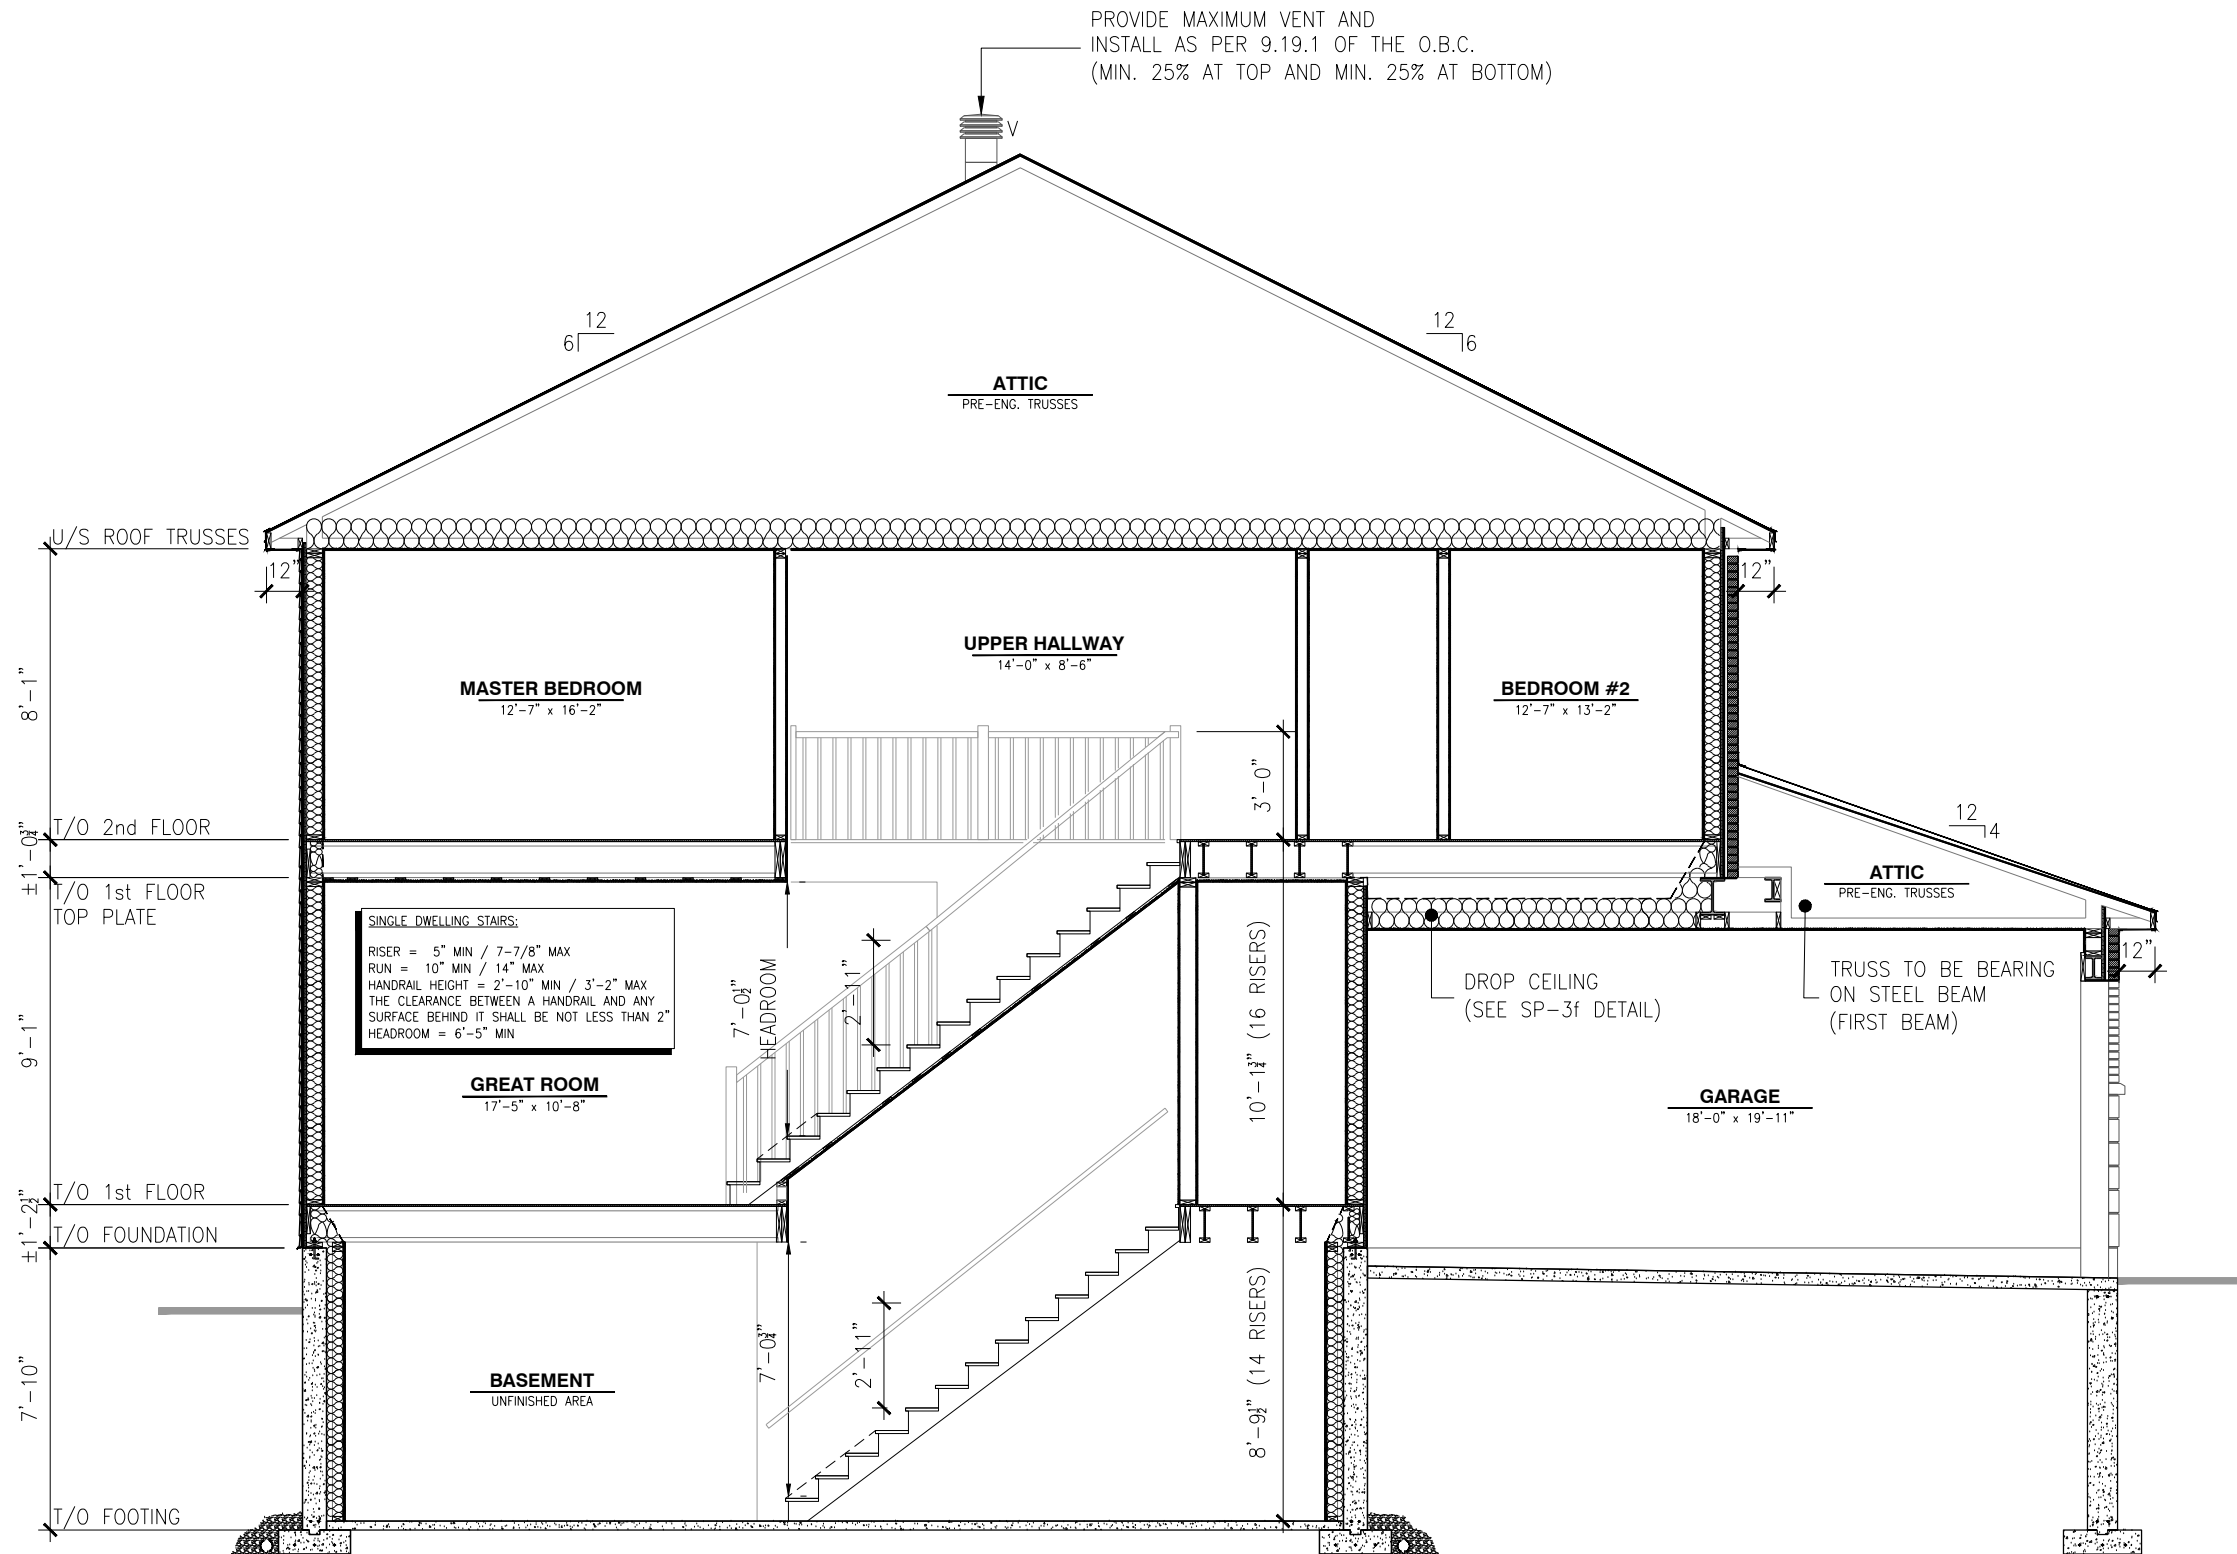 PROVIDE MAXIMUM VENT AND
INSTALL AS PER 9.19.1 OF THE O.B.C.
(MIN. 25% AT TOP AND MIN. 25% AT BOTTOM)
V
12
6
12
6
ATTIC
PRE-ENG. TRUSSES
U/S ROOF TRUSSES
12"
12"
8'-1"
MASTER BEDROOM
12'-7" x 16'-2"
UPPER HALLWAY
14'-0" x 8'-6"
BEDROOM #2
12'-7" x 13'-2"
3'-0"
T/O 2nd FLOOR
±1'-0¾"
T/O 1st FLOOR
TOP PLATE
12
4
ATTIC
PRE-ENG. TRUSSES
12"
SINGLE DWELLING STAIRS:
RISER = 5" MIN / 7-7/8" MAX
RUN = 10" MIN / 14" MAX
HANDRAIL HEIGHT = 2'-10" MIN / 3'-2" MAX
THE CLEARANCE BETWEEN A HANDRAIL AND ANY
SURFACE BEHIND IT SHALL BE NOT LESS THAN 2"
HEADROOM = 6'-5" MIN
9'-1"
GREAT ROOM
17'-5" x 10'-8"
7'-0½"
HEADROOM
2'-11"
10'-1¾" (16 RISERS)
DROP CEILING
(SEE SP-3f DETAIL)
TRUSS TO BE BEARING
ON STEEL BEAM
(FIRST BEAM)
GARAGE
18'-0" x 19'-11"
T/O 1st FLOOR
±1'-2½"
T/O FOUNDATION
7'-10"
BASEMENT
UNFINISHED AREA
7'-0¾"
2'-11"
8'-9½" (14 RISERS)
T/O FOOTING